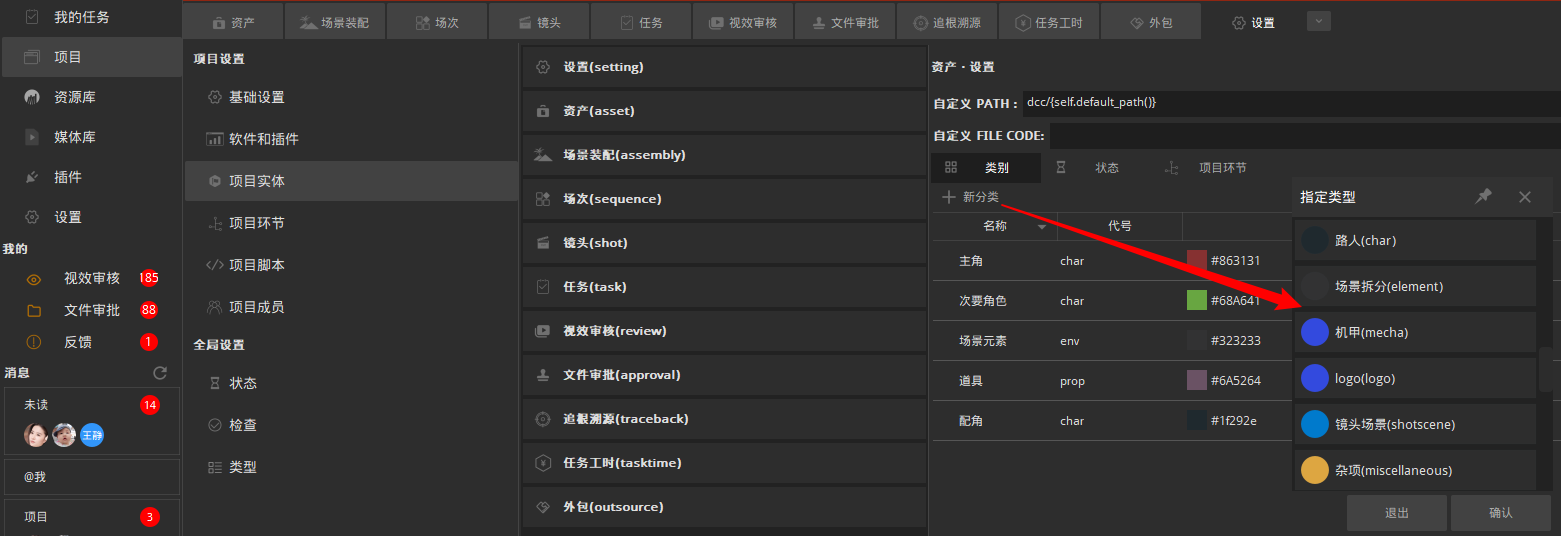 我的任务
项目
资源库
媒体库
插件
设置
我的
视效审核 185
文件审批 88
反馈 1
消息
未读 14
王静
@我
项目 3
资产
场景装配
场次
镜头
任务
视效审核
文件审批
追根溯源
任务工时
外包
设置
项目设置
基础设置
软件和插件
项目实体
项目环节
项目脚本
项目成员
全局设置
状态
检查
类型
设置(setting)
资产(asset)
场景装配(assembly)
场次(sequence)
镜头(shot)
任务(task)
视效审核(review)
文件审批(approval)
追根溯源(traceback)
任务工时(tasktime)
外包(outsource)
资产·设置
自定义 PATH : dcc/{self.default_path()}
自定义 FILE CODE:
类别 状态 项目环节
新分类
名称 代号
主角 char #863131
次要角色 char #68A641
场景元素 env #323233
道具 prop #6A5264
配角 char #1f292e
指定类型
路人(char)
场景拆分(element)
机甲(mecha)
logo(logo)
镜头场景(shotscene)
杂项(miscellaneous)
退出 确认